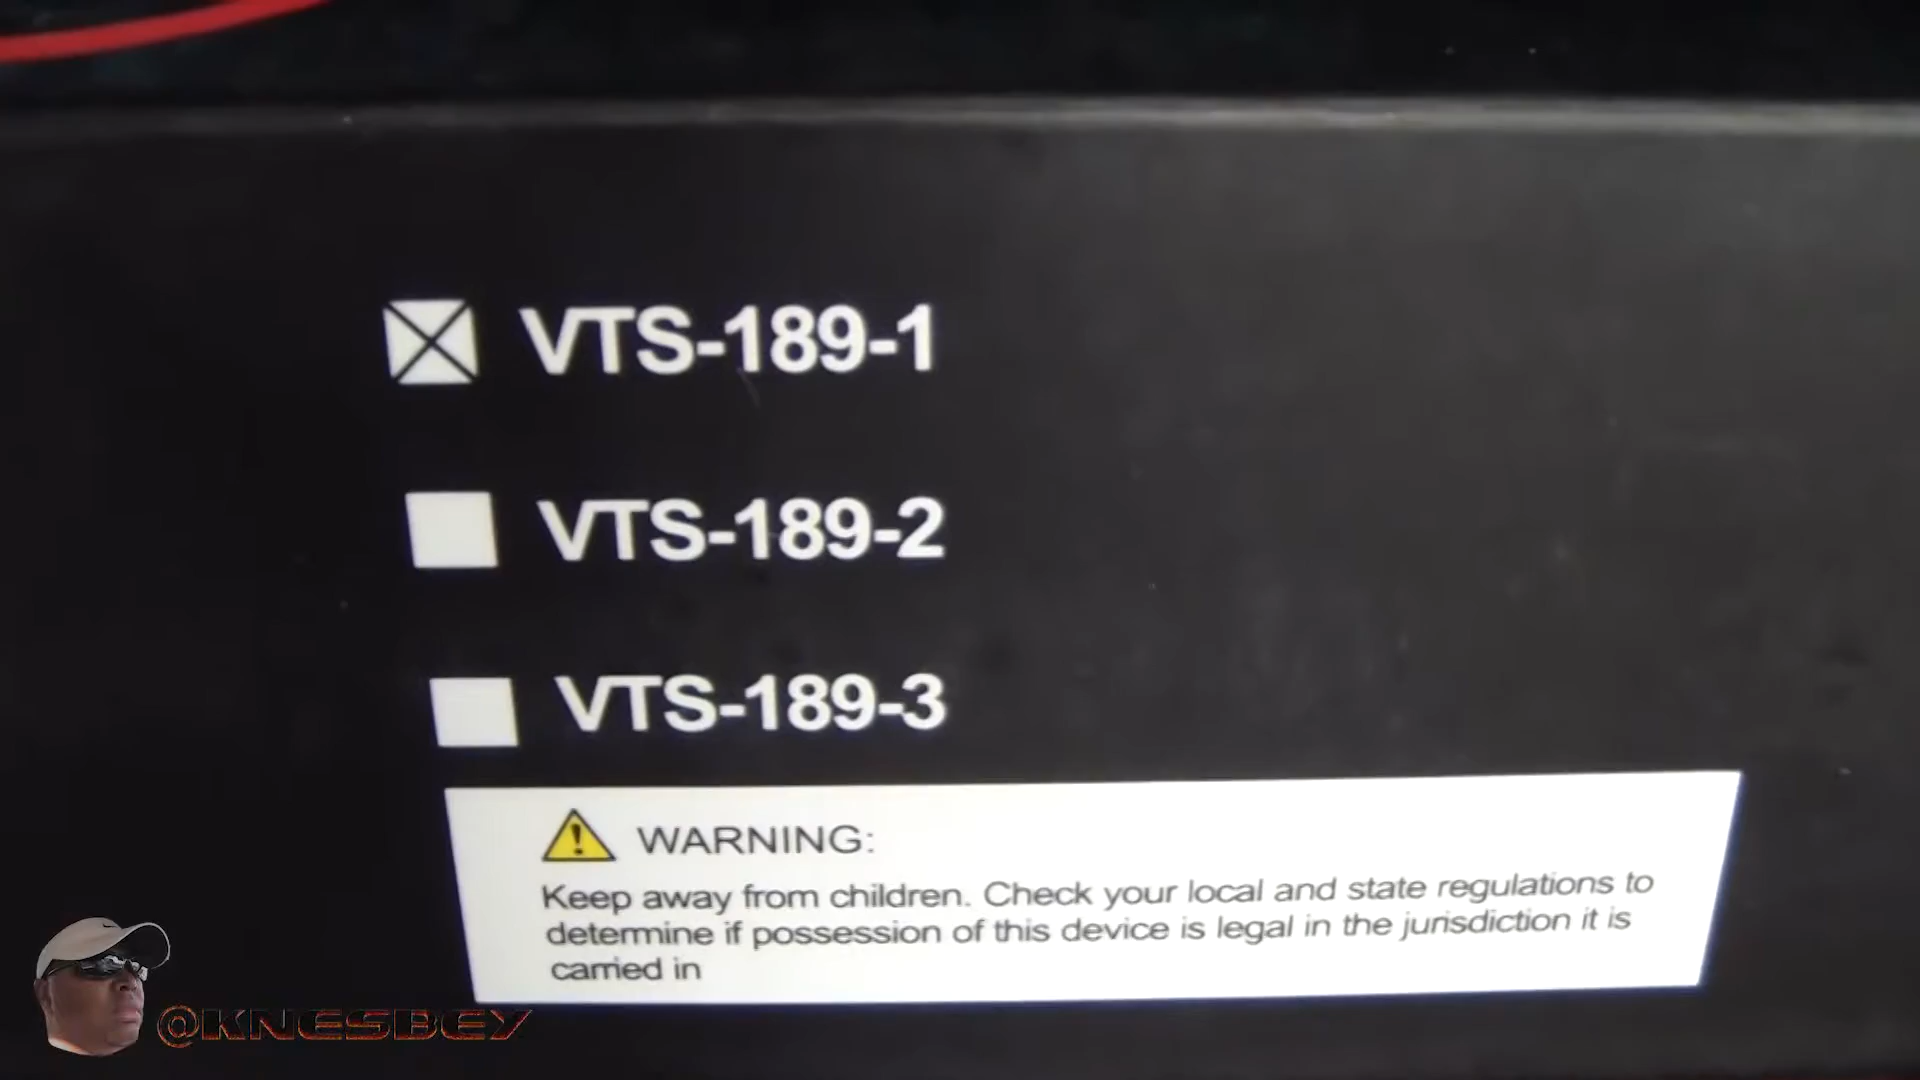 VTS-189-1
VTS-189-2
VTS-189-3
WARNING:
Keep away from children. Check your local and state regulations to
determine if possession of this device is legal in the jurisdiction it is
carried in
@KNESBEY